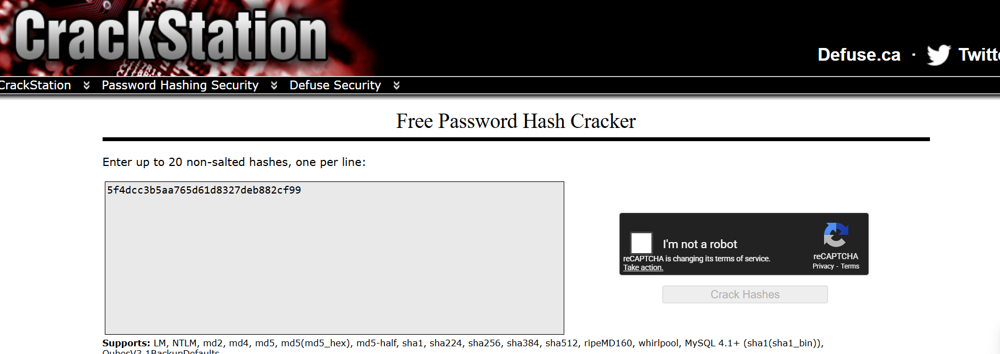 CrackStation
Defuse.ca · Twitt
CrackStation Password Hashing Security Defuse Security
Free Password Hash Cracker
Enter up to 20 non-salted hashes, one per line:
5f4dcc3b5aa765d61d8327deb882cf99
I'm not a robot
reCAPTCHA is changing its terms of service.
Take action.
reCAPTCHA
Privacy - Terms
Crack Hashes
Supports: LM, NTLM, md2, md4, md5, md5(md5_hex), md5-half, sha1, sha224, sha256, sha384, sha512, ripeMD160, whirlpool, MySQL 4.1+ (sha1(sha1_bin)),
QubesV3.1BackupDefaults